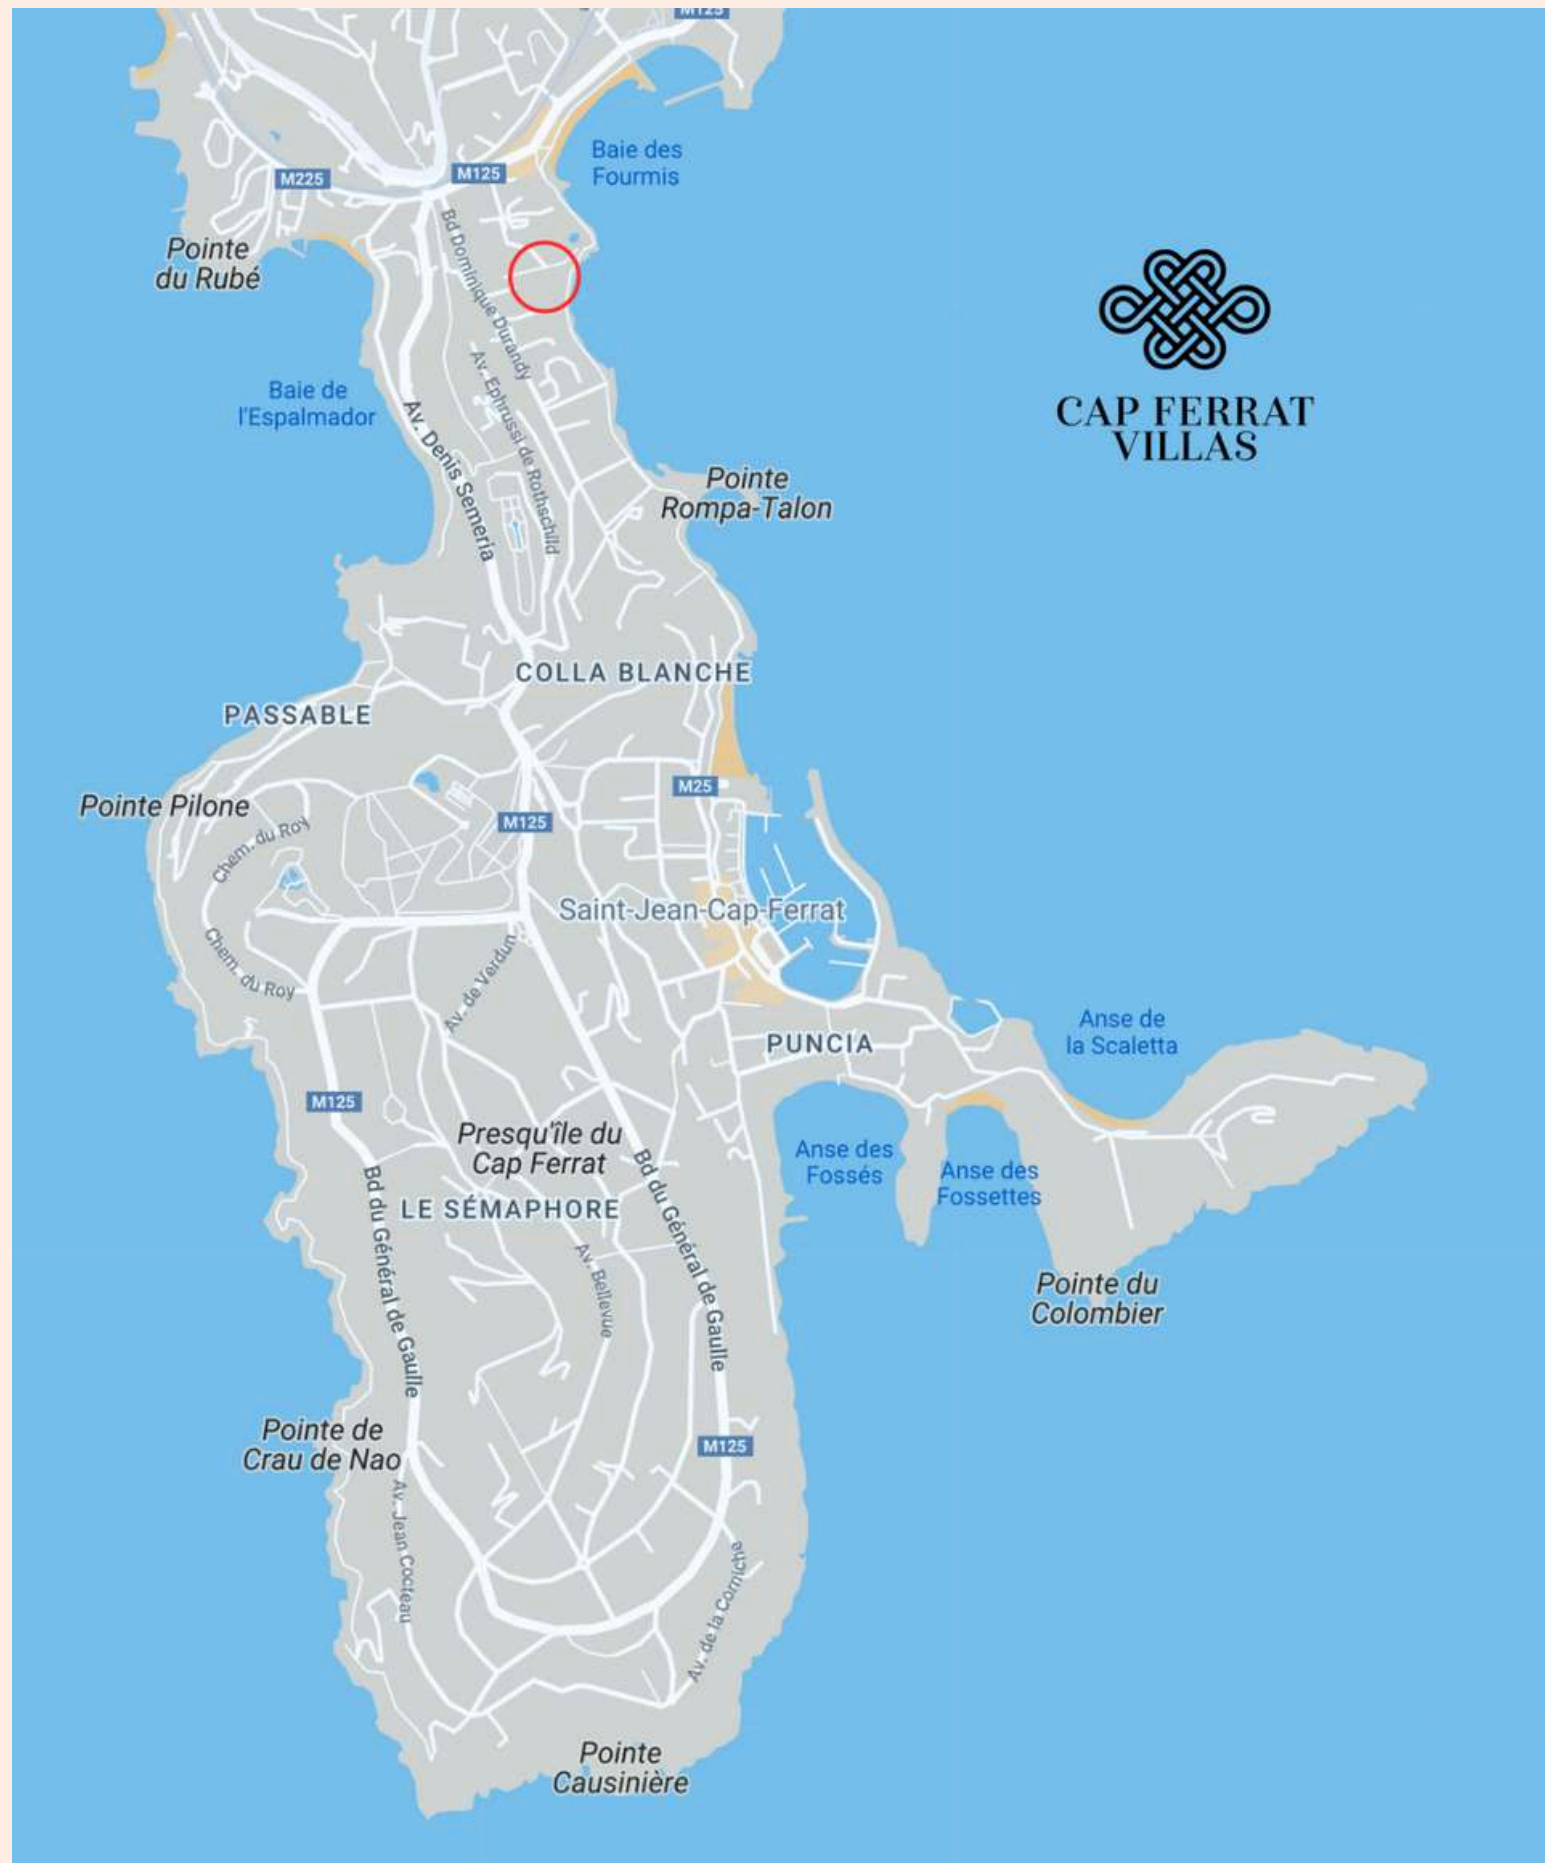 M125
Baie des
Fourmis
M225
M125
Pointe
du Rubé
Bd Dominique Durandy
CAP FERRAT
VILLAS
Baie de
l'Espalmador
Av. Ephrussi de Rothschild
Av. Denis Semeria
Pointe
Rompa-Talon
COLLA BLANCHE
PASSABLE
M25
Pointe Pilone
M125
Chem. du Roy
Saint-Jean-Cap-Ferrat
Chem. du Roy
Av. de Verdun
Anse de
la Scaletta
PUNCIA
M125
Presqu'île du
Cap Ferrat
Anse des
Fossés
Anse des
Fossettes
LE SÉMAPHORE
Bd du Général de Gaulle
Bd du Général de Gaulle
Av. Bellevue
Pointe du
Colombier
Pointe de
Crau de Nao
M125
Av. Jean Cocteau
Av. de la Corniche
Pointe
Causinière